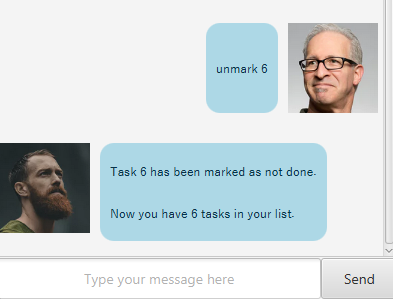 unmark 6
Task 6 has been marked as not done.
Now you have 6 tasks in your list.
Type your message here
Send